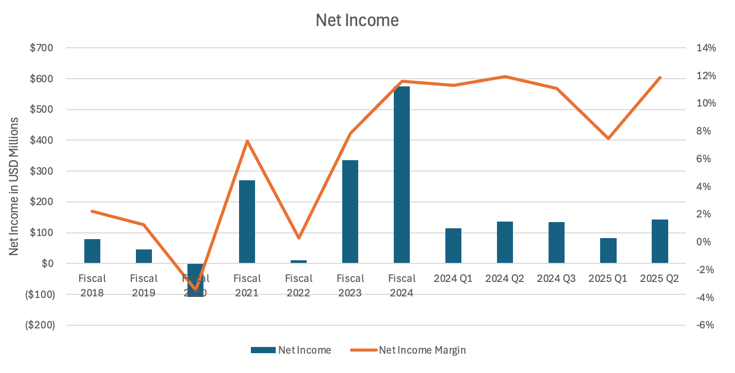 Net Income
Net Income in USD Millions
$700
$600
$500
$400
$300
$200
$100
$0
($100)
($200)
14%
12%
10%
8%
6%
4%
2%
0%
-2%
-4%
-6%
Fiscal 2018
Fiscal 2019
Fiscal 2020
Fiscal 2021
Fiscal 2022
Fiscal 2023
Fiscal 2024
2024 Q1
2024 Q2
2024 Q3
2025 Q1
2025 Q2
Net Income
Net Income Margin